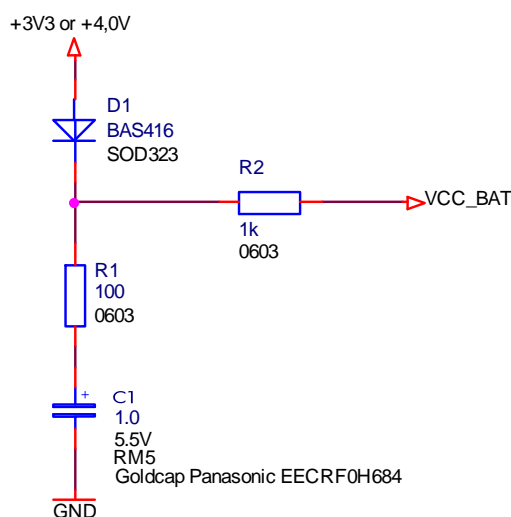 +3V3 or +4,0V
D1
BAS416
SOD323
R2
VCC_BAT
1k
0603
R1
100
0603
+
C1
1.0
5.5V
RM5
Goldcap Panasonic EECRF0H684
GND